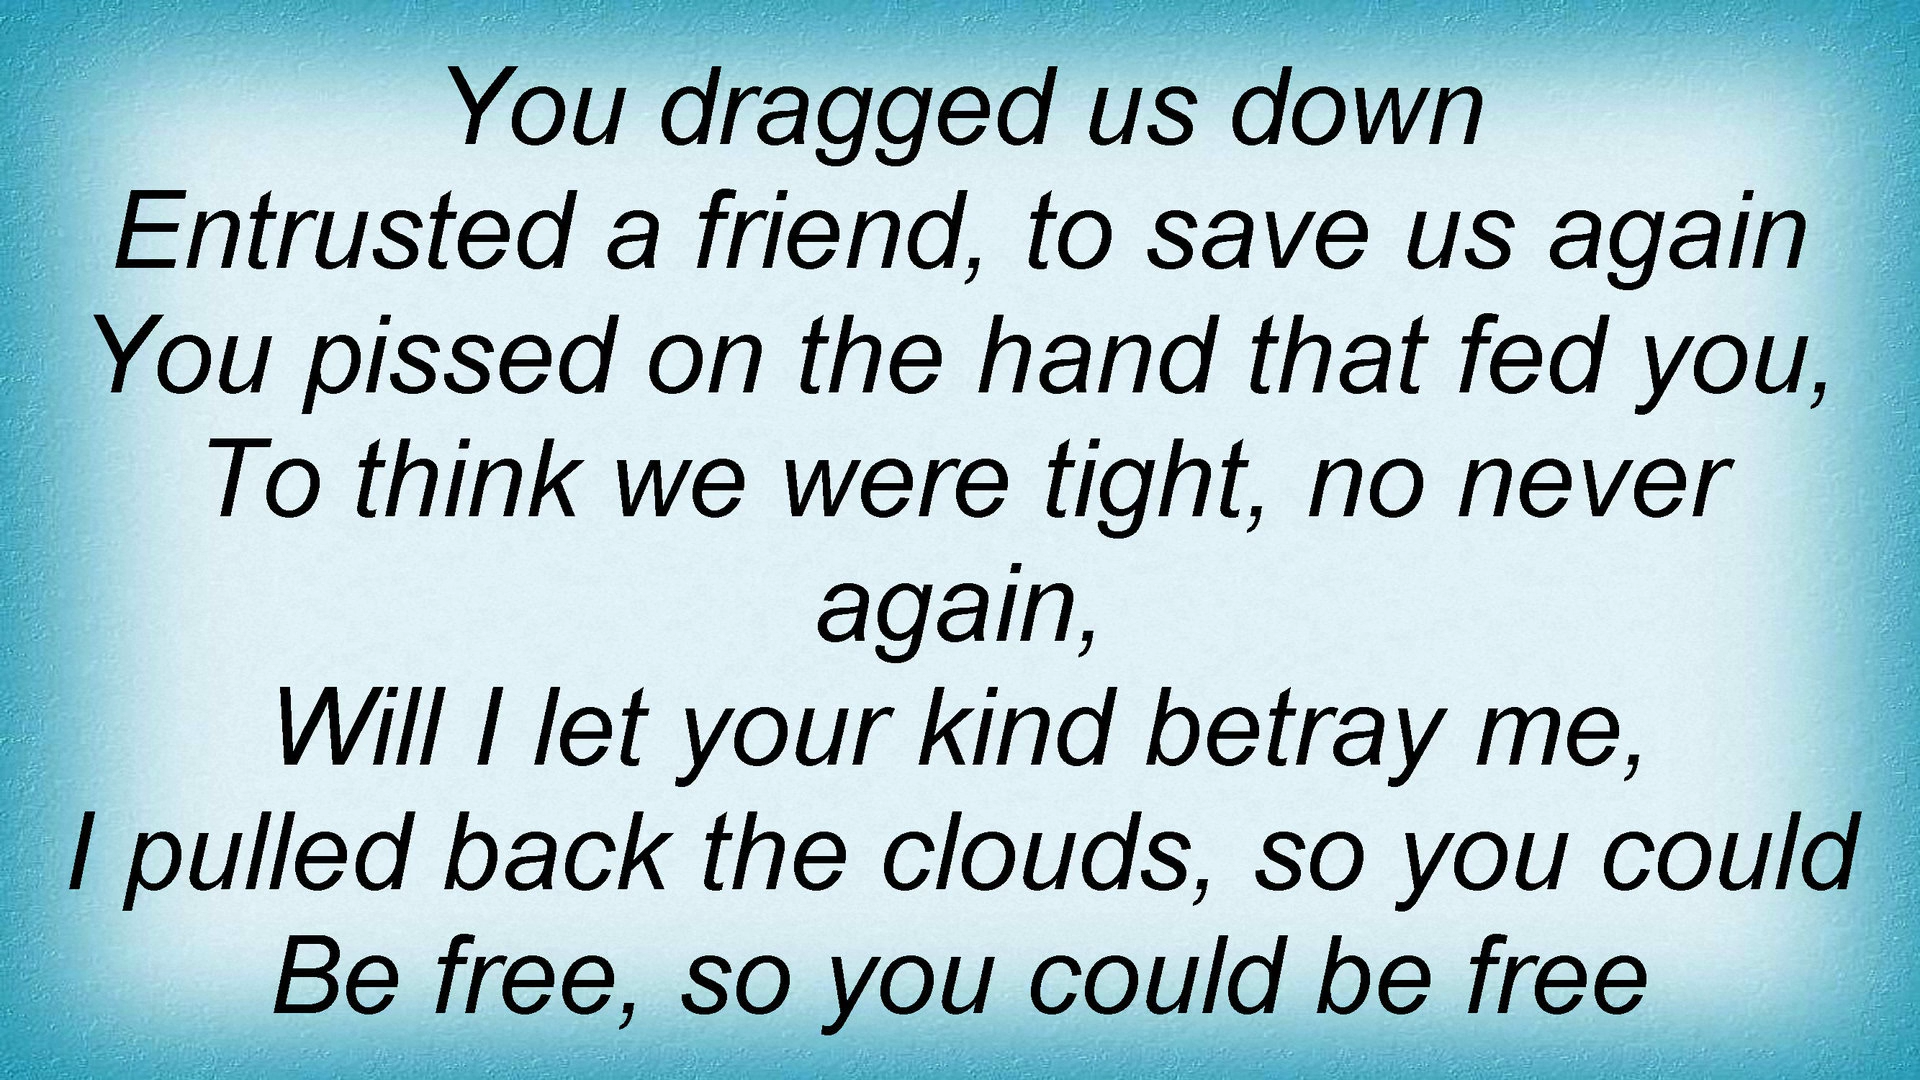 You dragged us down
Entrusted a friend, to save us again
You pissed on the hand that fed you,
To think we were tight, no never
again,
Will I let your kind betray me,
I pulled back the clouds, so you could
Be free, so you could be free